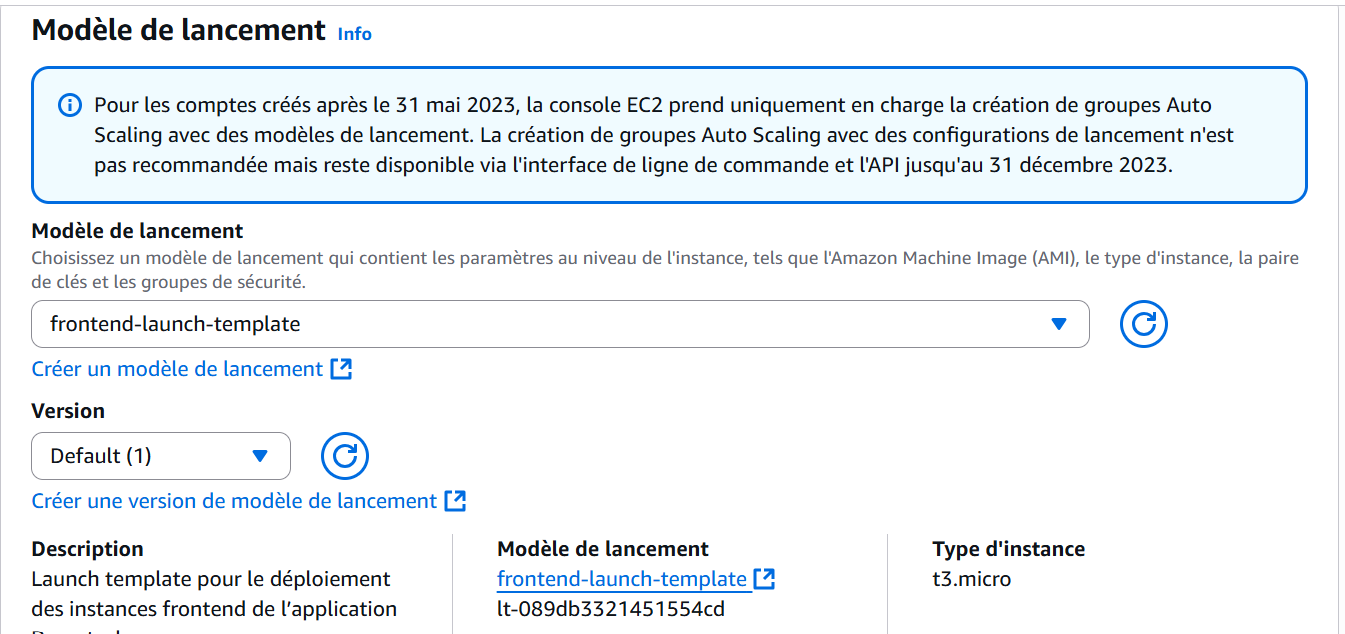 Modèle de lancement Info
Pour les comptes créés après le 31 mai 2023, la console EC2 prend uniquement en charge la création de groupes Auto
Scaling avec des modèles de lancement. La création de groupes Auto Scaling avec des configurations de lancement n'est
pas recommandée mais reste disponible via l'interface de ligne de commande et l'API jusqu'au 31 décembre 2023.
Modèle de lancement
Choisissez un modèle de lancement qui contient les paramètres au niveau de l'instance, tels que l'Amazon Machine Image (AMI), le type d'instance, la paire
de clés et les groupes de sécurité.
frontend-launch-template
Créer un modèle de lancement
Version
Default (1)
Créer une version de modèle de lancement
Description
Launch template pour le déploiement
des instances frontend de l’application
Modèle de lancement
frontend-launch-template
lt-089db3321451554cd
Type d'instance
t3.micro